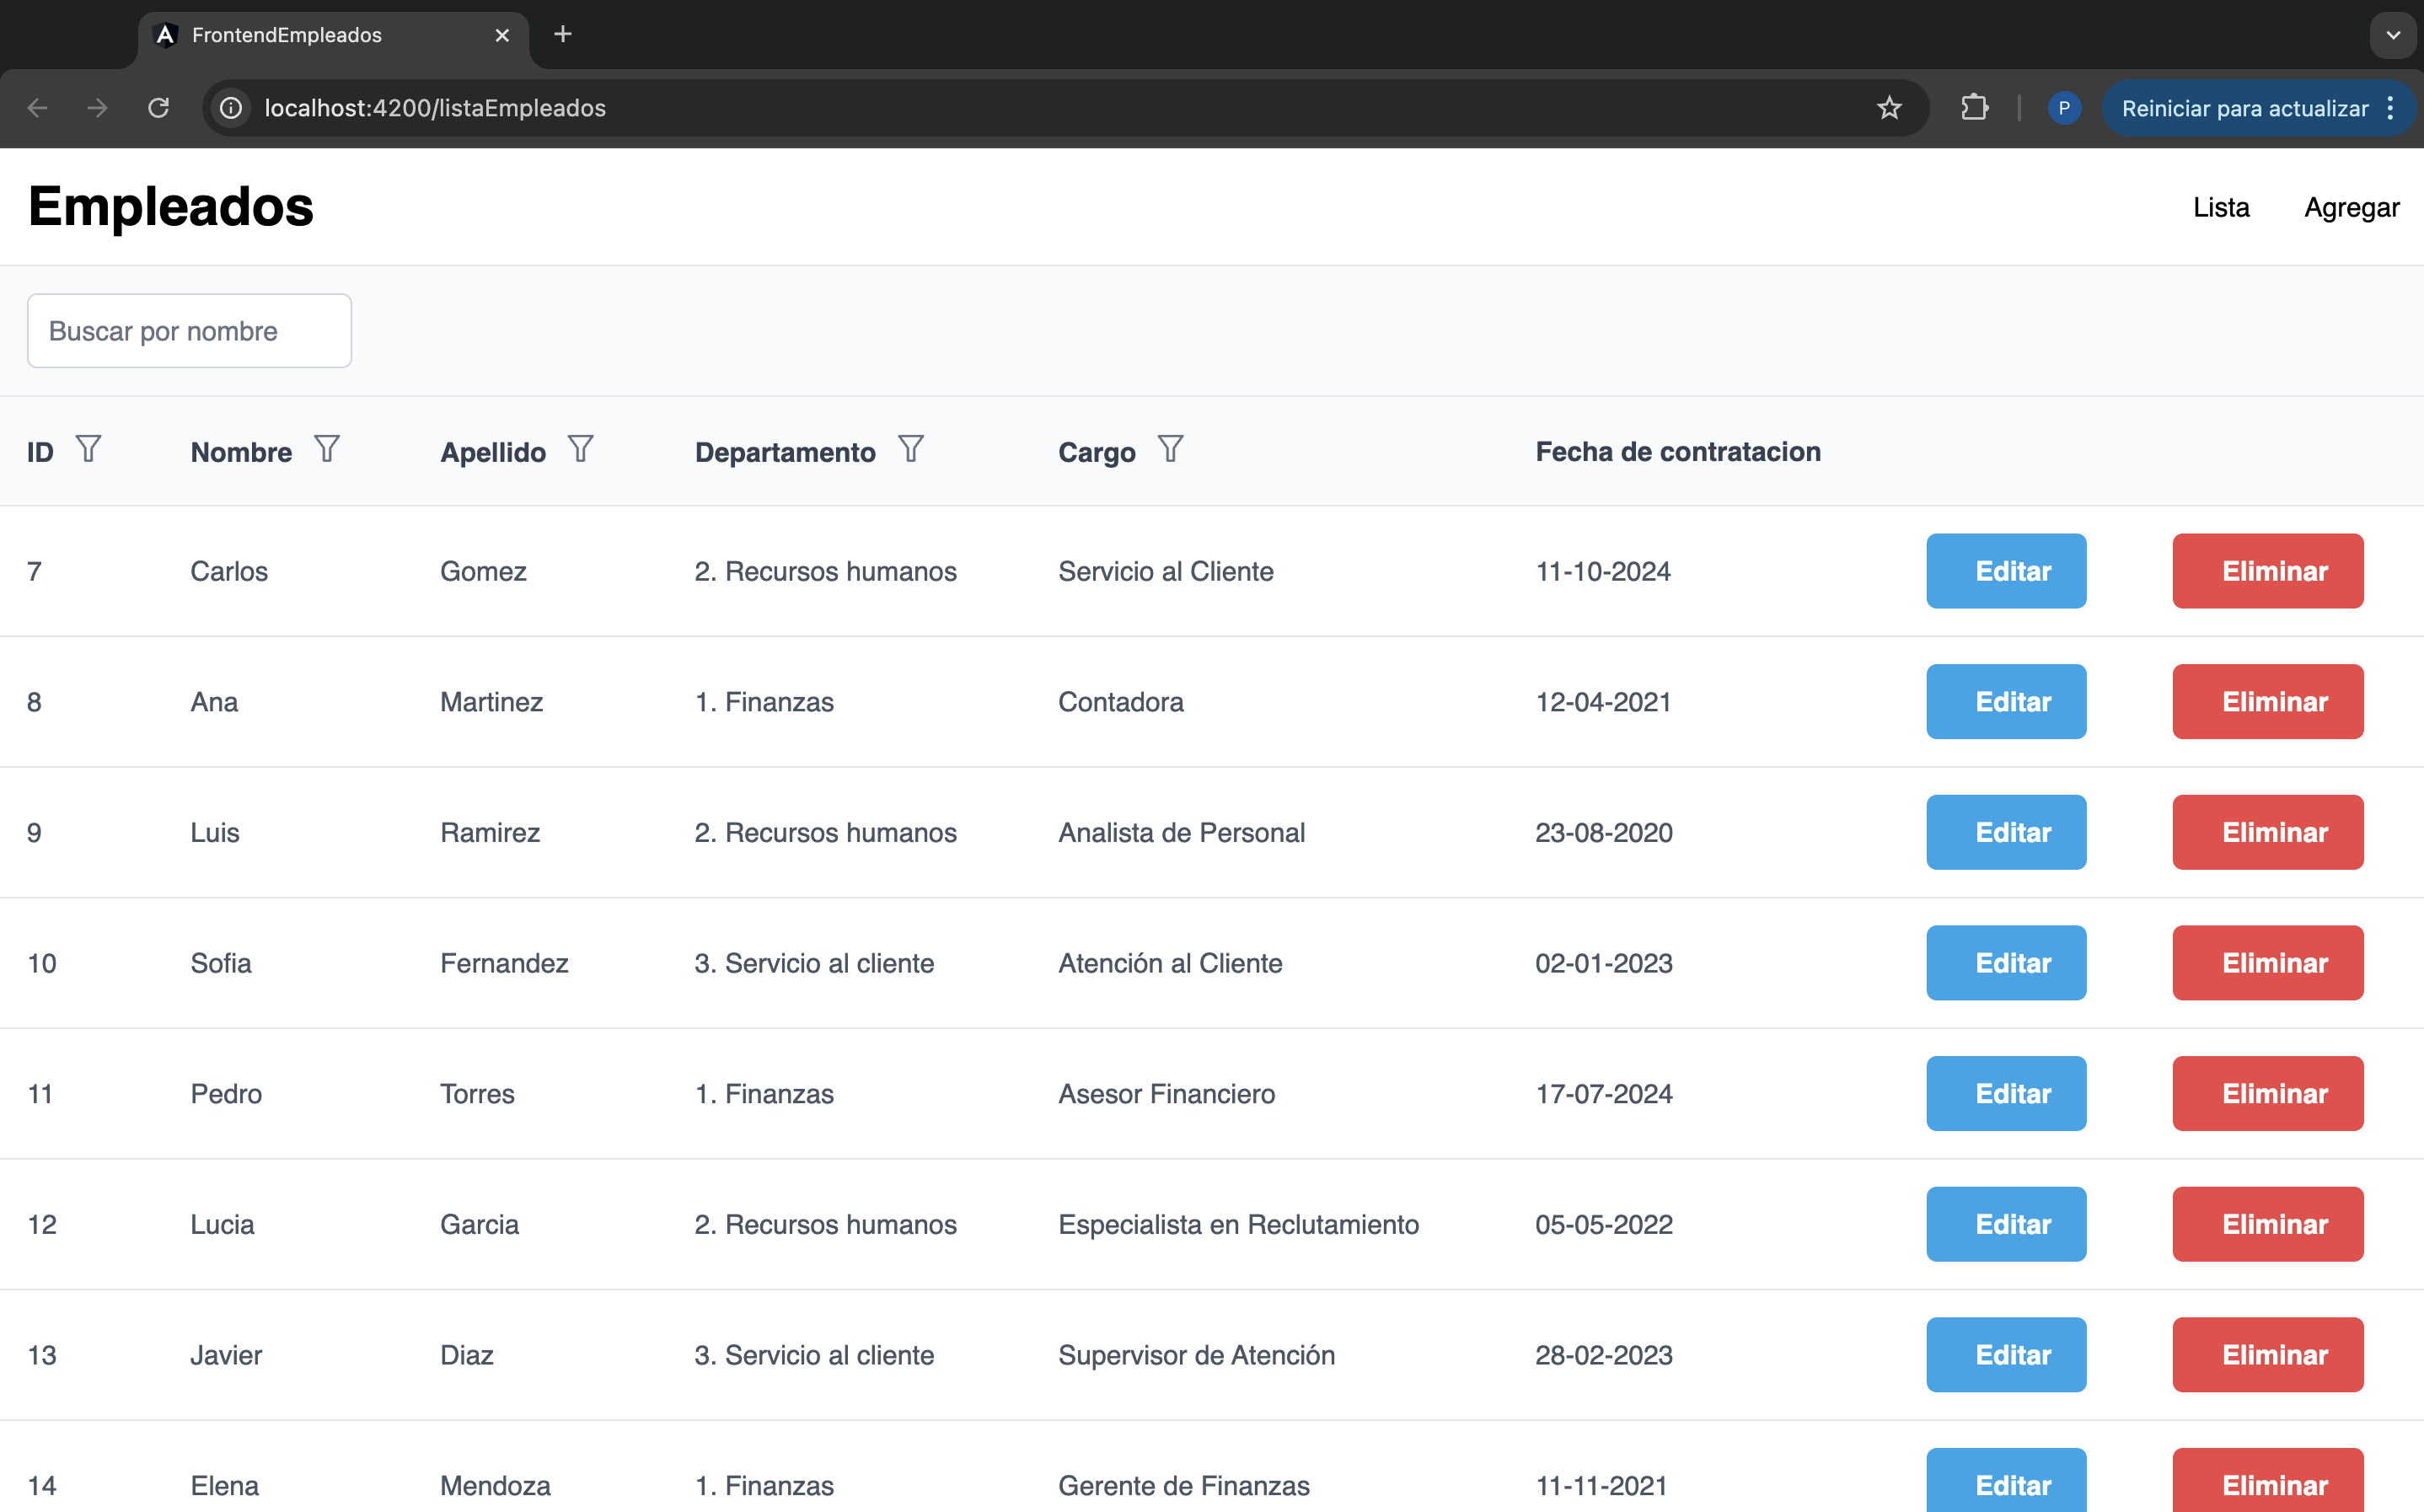 FrontendEmpleados
localhost:4200/listaEmpleados
P
Reiniciar para actualizar
Empleados
Lista Agregar
Buscar por nombre
ID Nombre Apellido Departamento Cargo Fecha de contratacion
7 Carlos Gomez 2. Recursos humanos Servicio al Cliente 11-10-2024 Editar Eliminar
8 Ana Martinez 1. Finanzas Contadora 12-04-2021 Editar Eliminar
9 Luis Ramirez 2. Recursos humanos Analista de Personal 23-08-2020 Editar Eliminar
10 Sofia Fernandez 3. Servicio al cliente Atención al Cliente 02-01-2023 Editar Eliminar
11 Pedro Torres 1. Finanzas Asesor Financiero 17-07-2024 Editar Eliminar
12 Lucia Garcia 2. Recursos humanos Especialista en Reclutamiento 05-05-2022 Editar Eliminar
13 Javier Diaz 3. Servicio al cliente Supervisor de Atención 28-02-2023 Editar Eliminar
14 Elena Mendoza 1. Finanzas Gerente de Finanzas 11-11-2021 Editar Eliminar